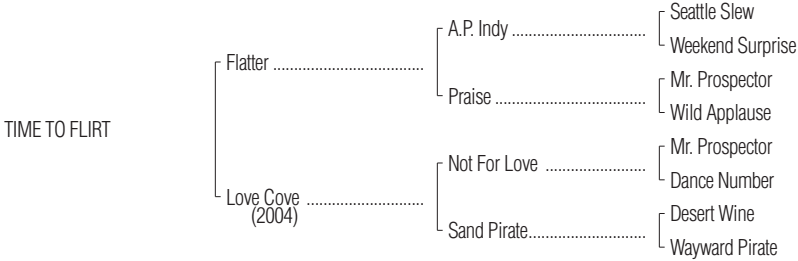 Seattle Slew
A.P. Indy ....................................
Weekend Surprise
Flatter ........................................
Mr. Prospector
Praise .........................................
Wild Applause
TIME TO FLIRT
Mr. Prospector
Not For Love ...........................
Dance Number
Love Cove ...............................
(2004)
Desert Wine
Sand Pirate...............................
Wayward Pirate